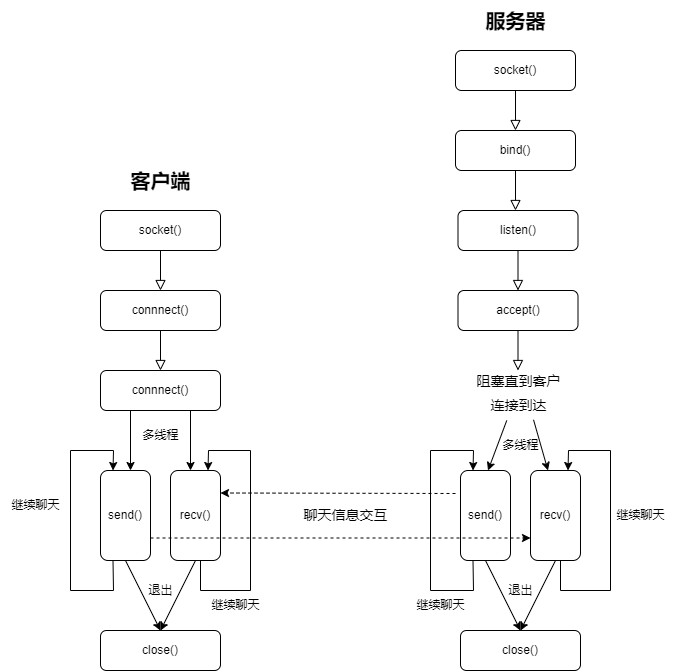 服务器
socket()
bind()
客户端
socket()
listen()
connnect()
accept()
connnect()
阻塞直到客户
连接到达
多线程
多线程
继续聊天
send()
recv()
聊天信息交互
send()
recv()
继续聊天
退出
继续聊天
继续聊天
退出
close()
close()